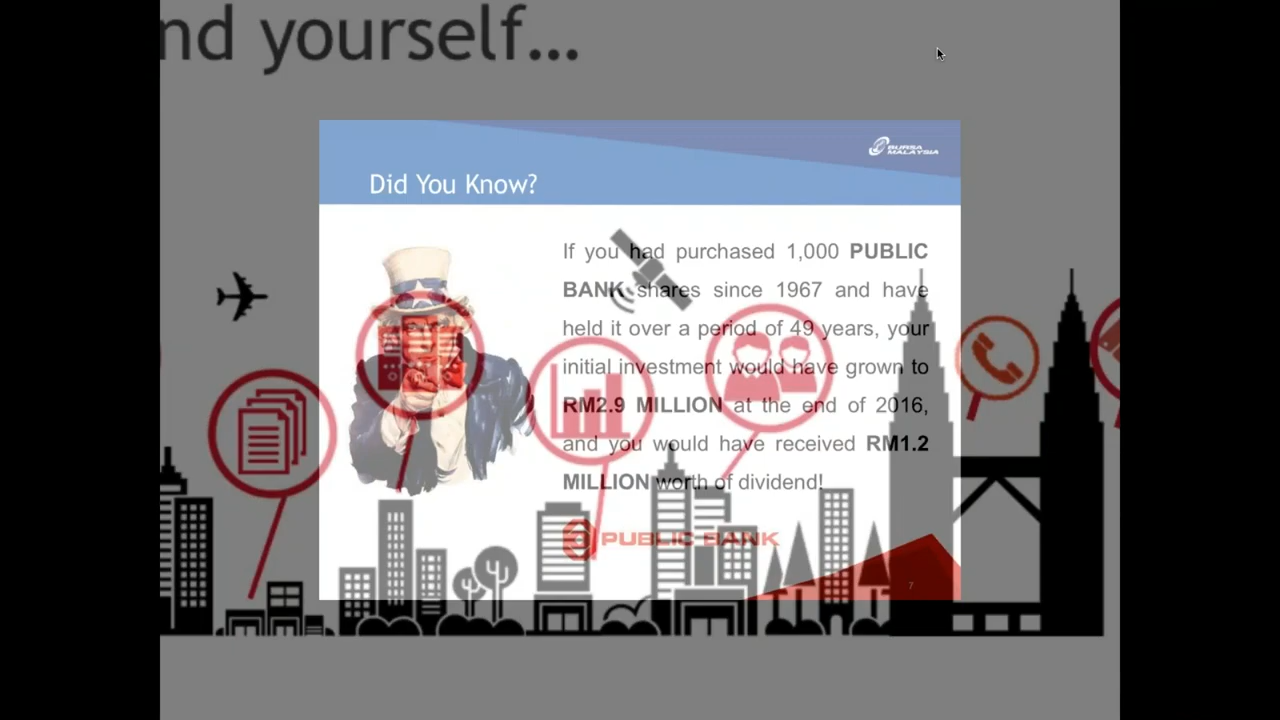 nd yourself...
BURSA
MALAYSIA
Did You Know?
If you had purchased 1,000 PUBLIC
BANK shares since 1967 and have
held it over a period of 49 years, your
initial investment would have grown to
RM2.9 MILLION at the end of 2016,
and you would have received RM1.2
MILLION worth of dividend!
PUBLIC BANK
7